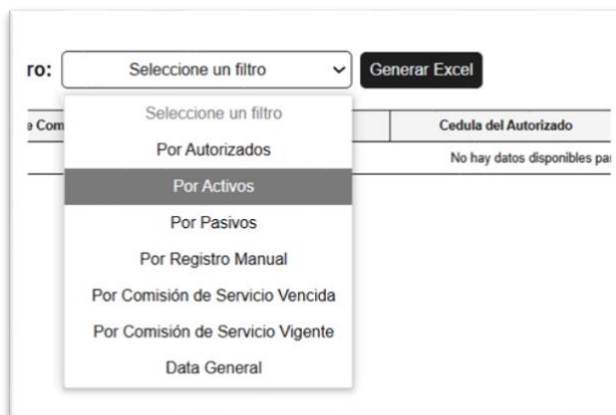 ro: Seleccione un filtro Generar Excel
Seleccione un filtro
e Com Cedula del Autorizado
Por Autorizados
No hay datos disponibles pa
Por Activos
Por Pasivos
Por Registro Manual
Por Comisión de Servicio Vencida
Por Comisión de Servicio Vigente
Data General